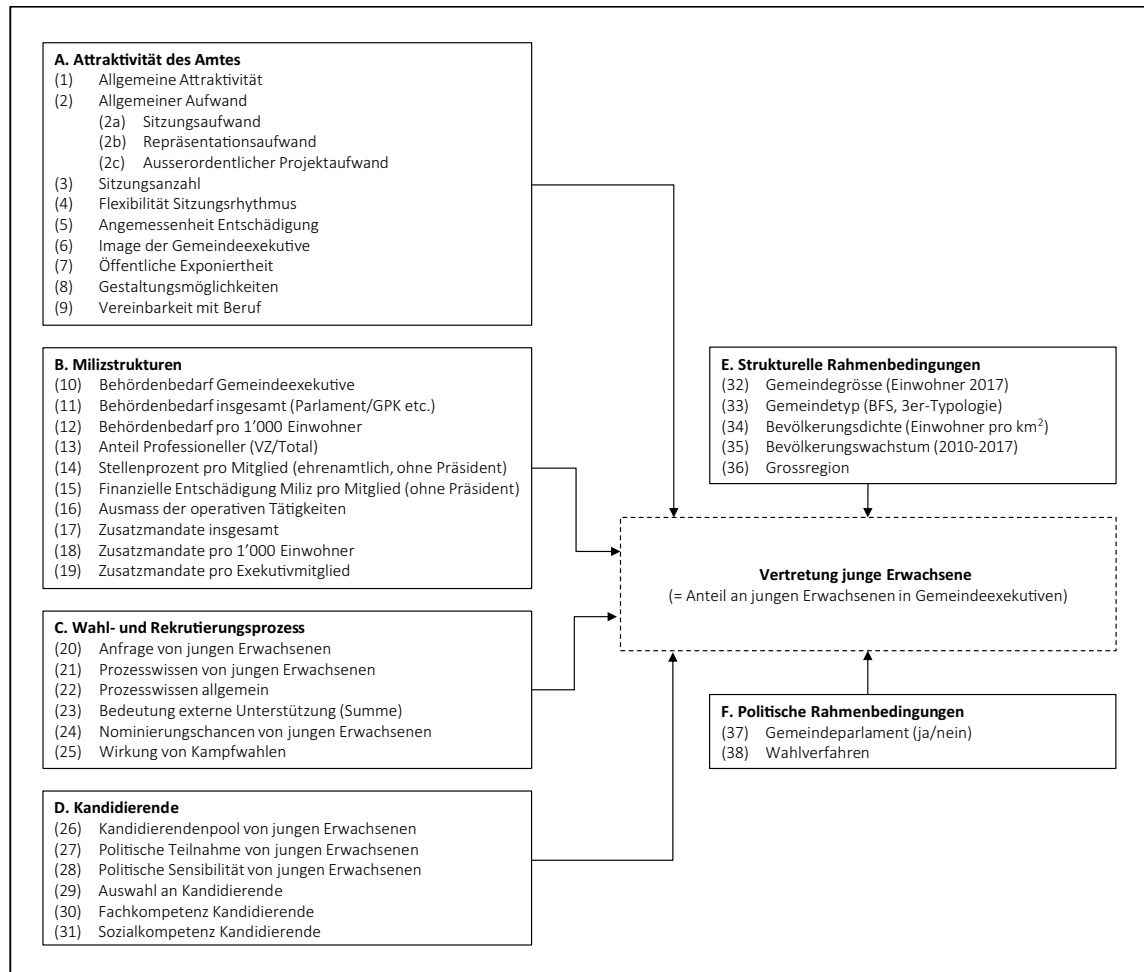 A. Attraktivität des Amtes
(1) Allgemeine Attraktivität
(2) Allgemeiner Aufwand
(2a) Sitzungsaufwand
(2b) Repräsentationsaufwand
(2c) Ausserordentlicher Projektaufwand
(3) Sitzungsanzahl
(4) Flexibilität Sitzungsrhythmus
(5) Angemessenheit Entschädigung
(6) Image der Gemeindeexekutive
(7) Öffentliche Exponiertheit
(8) Gestaltungsmöglichkeiten
(9) Vereinbarkeit mit Beruf
B. Milizstrukturen
(10) Behördenbedarf Gemeindeexekutive
(11) Behördenbedarf insgesamt (Parlament/GPK etc.)
(12) Behördenbedarf pro 1'000 Einwohner
(13) Anteil Professioneller (VZ/Total)
(14) Stellenprozent pro Mitglied (ehrenamtlich, ohne Präsident)
(15) Finanzielle Entschädigung Miliz pro Mitglied (ohne Präsident)
(16) Ausmass der operativen Tätigkeiten
(17) Zusatzmandate insgesamt
(18) Zusatzmandate pro 1'000 Einwohner
(19) Zusatzmandate pro Exekutivmitglied
C. Wahl- und Rekrutierungsprozess
(20) Anfrage von jungen Erwachsenen
(21) Prozesswissen von jungen Erwachsenen
(22) Prozesswissen allgemein
(23) Bedeutung externe Unterstützung (Summe)
(24) Nominierungschancen von jungen Erwachsenen
(25) Wirkung von Kampfwahlen
D. Kandidierende
(26) Kandidierendenpool von jungen Erwachsenen
(27) Politische Teilnahme von jungen Erwachsenen
(28) Politische Sensibilität von jungen Erwachsenen
(29) Auswahl an Kandidierende
(30) Fachkompetenz Kandidierende
(31) Sozialkompetenz Kandidierende
E. Strukturelle Rahmenbedingungen
(32) Gemeindegrösse (Einwohner 2017)
(33) Gemeindetyp (BFS, 3er-Typologie)
(34) Bevölkerungsdichte (Einwohner pro km²)
(35) Bevölkerungswachstum (2010-2017)
(36) Grossregion
Vertretung junge Erwachsene
(= Anteil an jungen Erwachsenen in Gemeindeexekutiven)
F. Politische Rahmenbedingungen
(37) Gemeindeparlament (ja/nein)
(38) Wahlverfahren